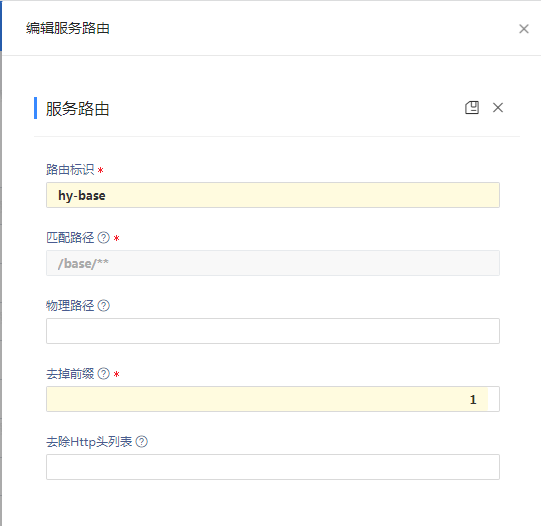 编辑服务路由
服务路由
路由标识 *
hy-base
匹配路径 *
/base/**
物理路径
去掉前缀 *
1
去除Http头列表